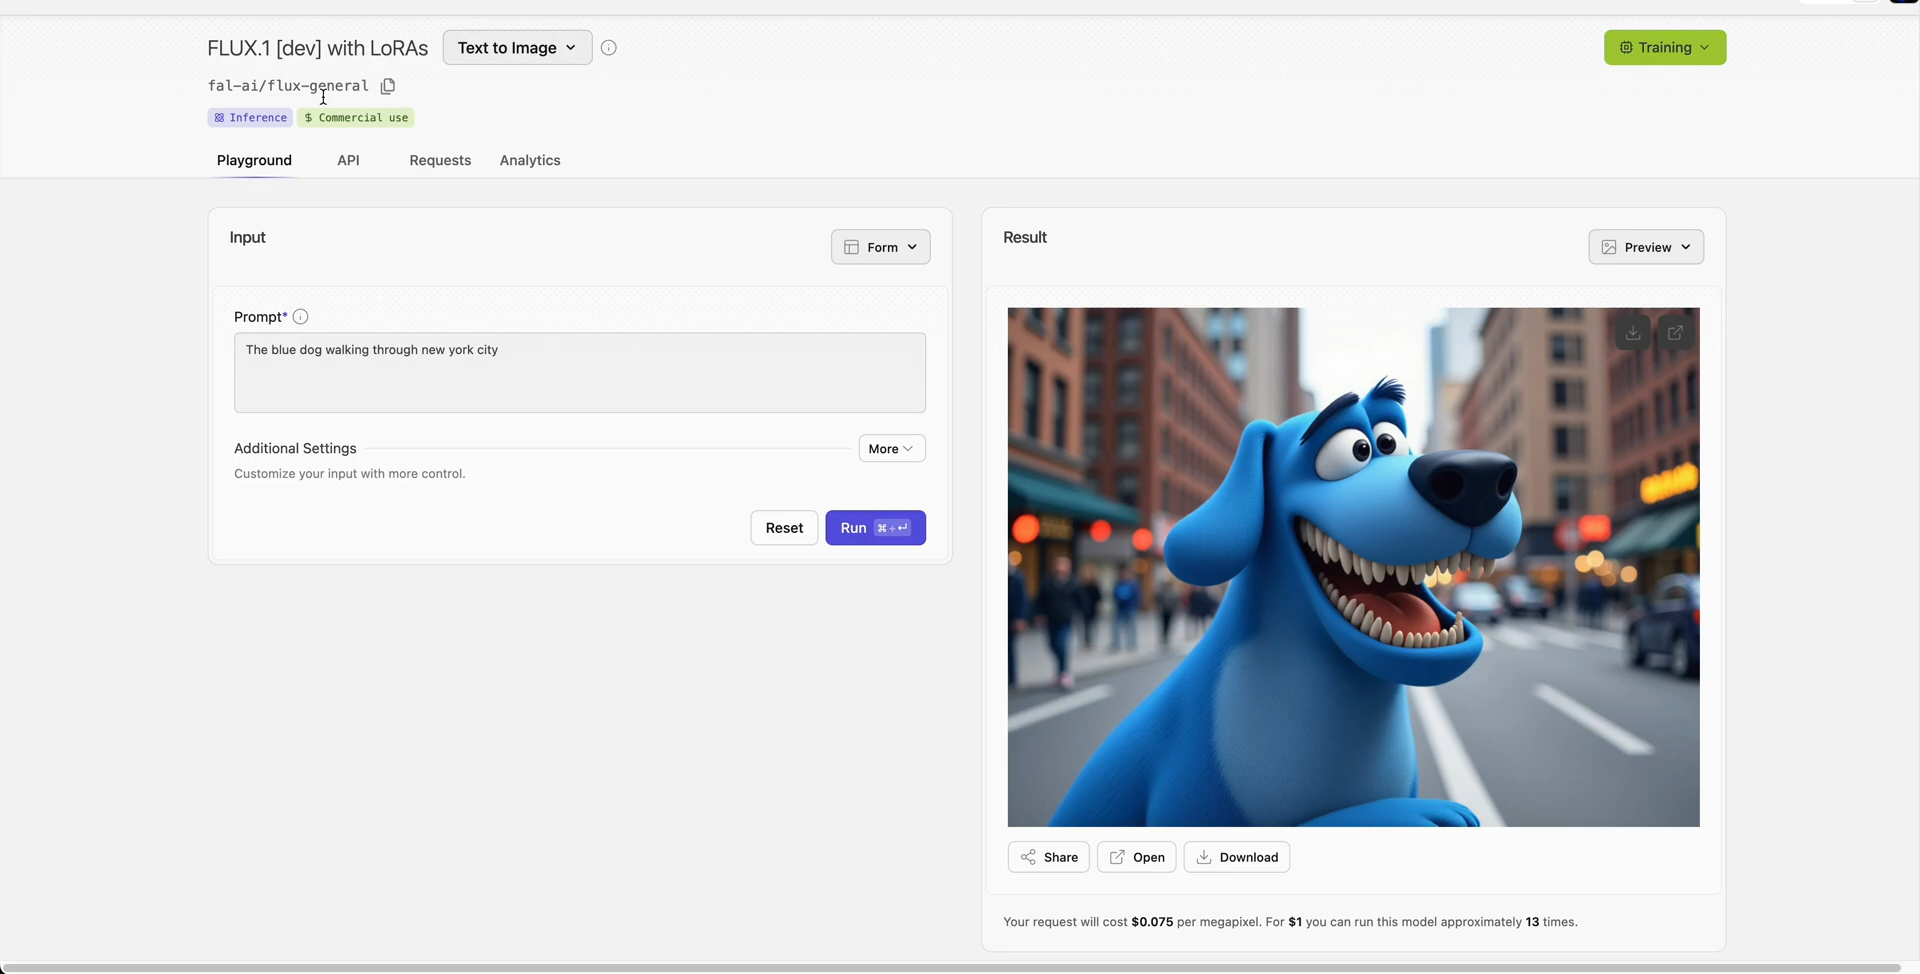 FLUX.1 [dev] with LoRAs
Text to Image
Training
fal-ai/flux-general
Inference
$ Commercial use
Playground
API
Requests
Analytics
Input
Form
Prompt*
The blue dog walking through new york city
Additional Settings
More
Customize your input with more control.
Reset
Run ⌘+↵
Result
Preview
Share
Open
Download
Your request will cost $0.075 per megapixel. For $1 you can run this model approximately 13 times.